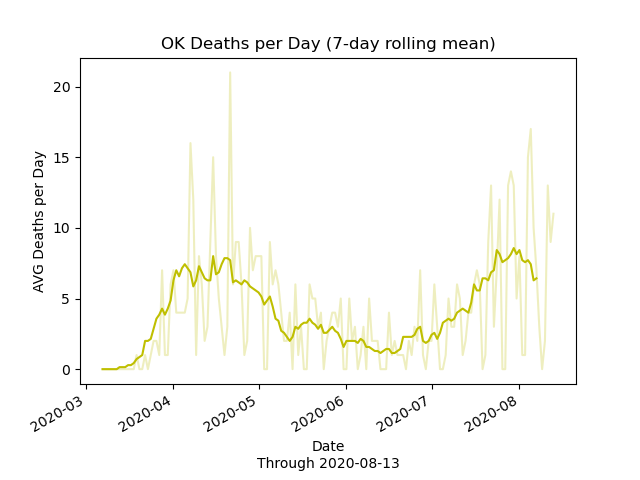 OK Deaths per Day (7-day rolling mean)
AVG Deaths per Day
20
15
10
5
0
2020-03
2020-04
2020-05
2020-06
2020-07
2020-08
Date
Through 2020-08-13